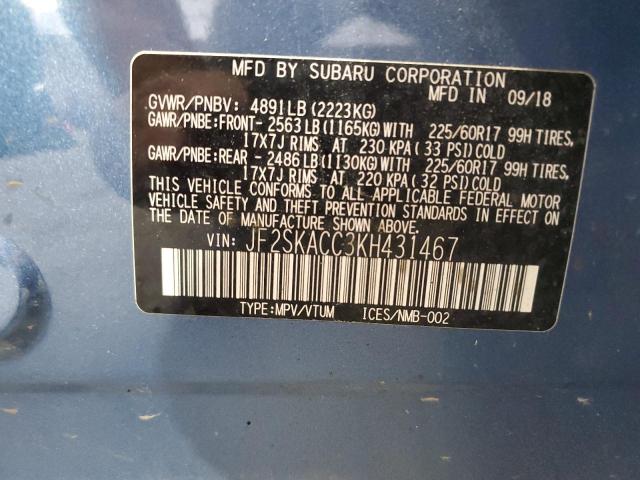 MFD BY SUBARU CORPORATION
MFD IN 09/18
GVWR/PNBV: 4891LB(2223KG)
GAWR/PNBE:FRONT-2563LB(1165KG)WITH 225/60R17 99H TIRES,
17X7J RIMS AT 230 KPA(33 PSI)COLD
GAWR/PNBE:REAR -2486LB(1130KG)WITH 225/60R17 99H TIRES,
17X7J RIMS AT 220 KPA(32 PSI)COLD
THIS VEHICLE CONFORMS TO ALL APPLICABLE FEDERAL MOTOR
VEHICLE SAFETY AND THEFT PREVENTION STANDARDS IN EFFECT ON
THE DATE OF MANUFACTURE SHOWN ABOVE.
VIN: JF2SKACC3KH431467
TYPE:MPV/VTUM ICES/NMB-002